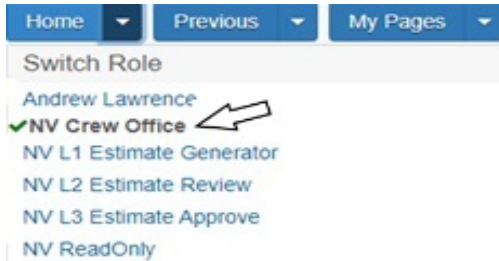 Home Previous My Pages
Switch Role
Andrew Lawrence
NV Crew Office
NV L1 Estimate Generator
NV L2 Estimate Review
NV L3 Estimate Approve
NV ReadOnly